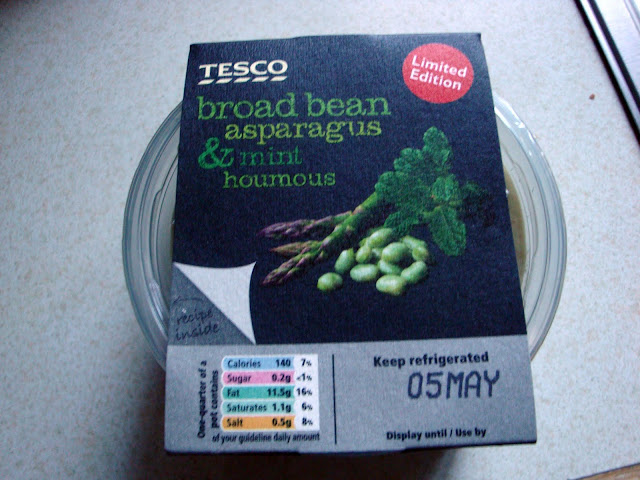 TESCO
Limited
Edition
broad bean
asparagus
& mint
houmous
recipe
inside
One-quarter of a
pot contains
Calories 140 7%
Sugar 0.2g <1%
Fat 11.5g 16%
Saturates 1.1g 6%
Salt 0.5g 8%
of your guideline daily amount
Keep refrigerated
05MAY
Display until / Use by